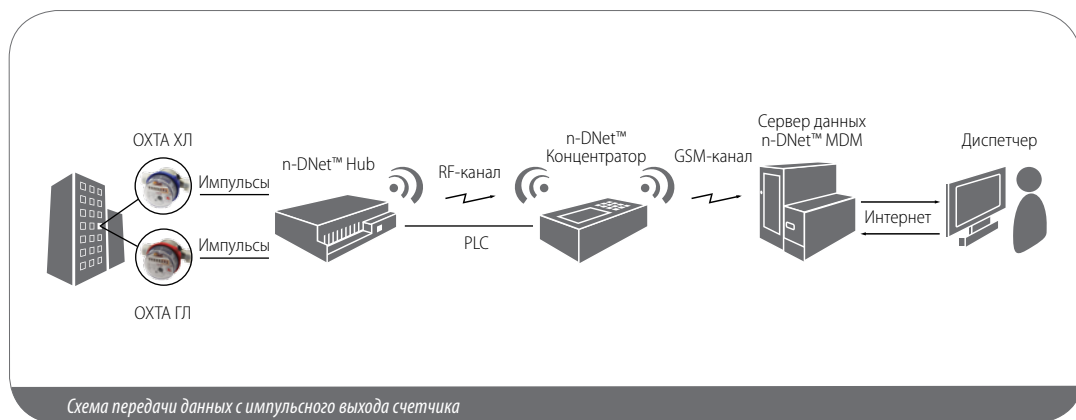 ОХТА ХЛ
Импульсы
Импульсы
ОХТА ГЛ
n-DNet™ Hub
RF-канал
PLC
n-DNet™
Концентратор
GSM-канал
Сервер данных
n-DNet™ MDM
Интернет
Диспетчер
Схема передачи данных с импульсного выхода счетчика